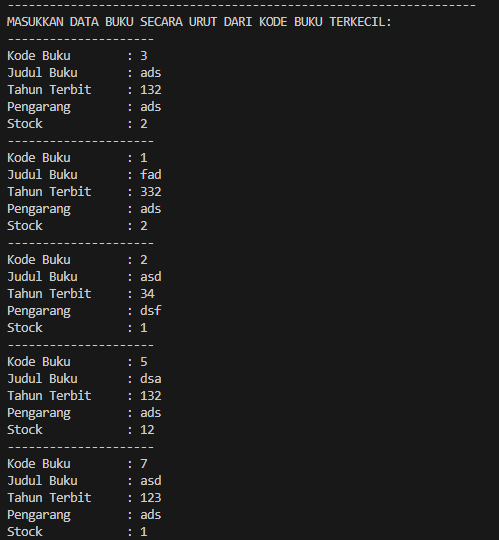 -------------------------------------------------------------------
MASUKKAN DATA BUKU SECARA URUT DARI KODE BUKU TERKECIL:
---------------------
Kode Buku : 3
Judul Buku : ads
Tahun Terbit : 132
Pengarang : ads
Stock : 2
---------------------
Kode Buku : 1
Judul Buku : fad
Tahun Terbit : 332
Pengarang : ads
Stock : 2
---------------------
Kode Buku : 2
Judul Buku : asd
Tahun Terbit : 34
Pengarang : dsf
Stock : 1
---------------------
Kode Buku : 5
Judul Buku : dsa
Tahun Terbit : 132
Pengarang : ads
Stock : 12
---------------------
Kode Buku : 7
Judul Buku : asd
Tahun Terbit : 123
Pengarang : ads
Stock : 1